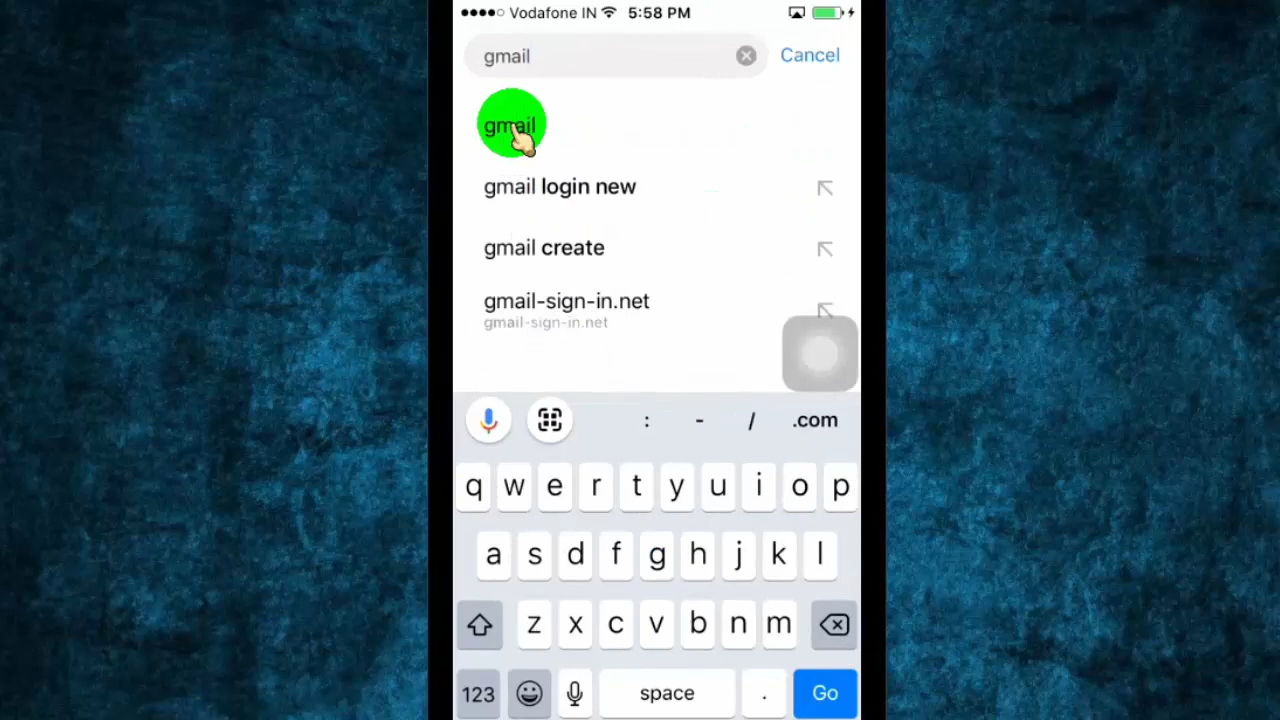 Vodafone IN 5:58 PM
gmail Cancel
gmail
gmail login new
gmail create
gmail-sign-in.net
gmail-sign-in.net
: - / .com
q w e r t y u i o p
a s d f g h j k l
z x c v b n m
123 space . Go